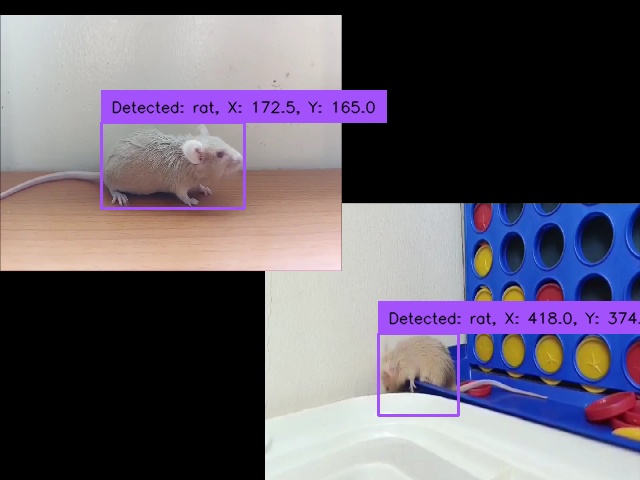 Detected: rat, X: 172.5, Y: 165.0
Detected: rat, X: 418.0, Y: 374.